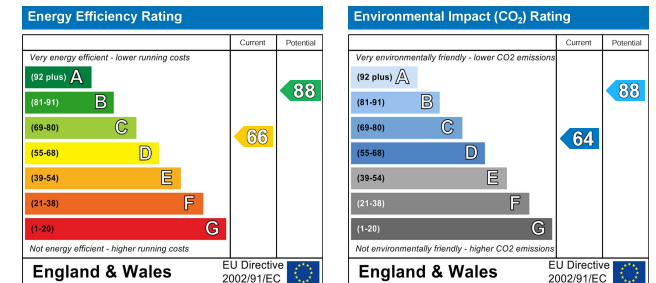 Energy Efficiency Rating
Current Potential
Very energy efficient - lower running costs
(92 plus) A
(81-91) B
(69-80) C
(55-68) D
(39-54) E
(21-38) F
(1-20) G
66
88
Not energy efficient - higher running costs
England & Wales
EU Directive
2002/91/EC
Environmental Impact (CO₂) Rating
Current Potential
Very environmentally friendly - lower CO2 emissions
(92 plus) A
(81-91) B
(69-80) C
(55-68) D
(39-54) E
(21-38) F
(1-20) G
64
88
Not environmentally friendly - higher CO2 emissions
England & Wales
EU Directive
2002/91/EC